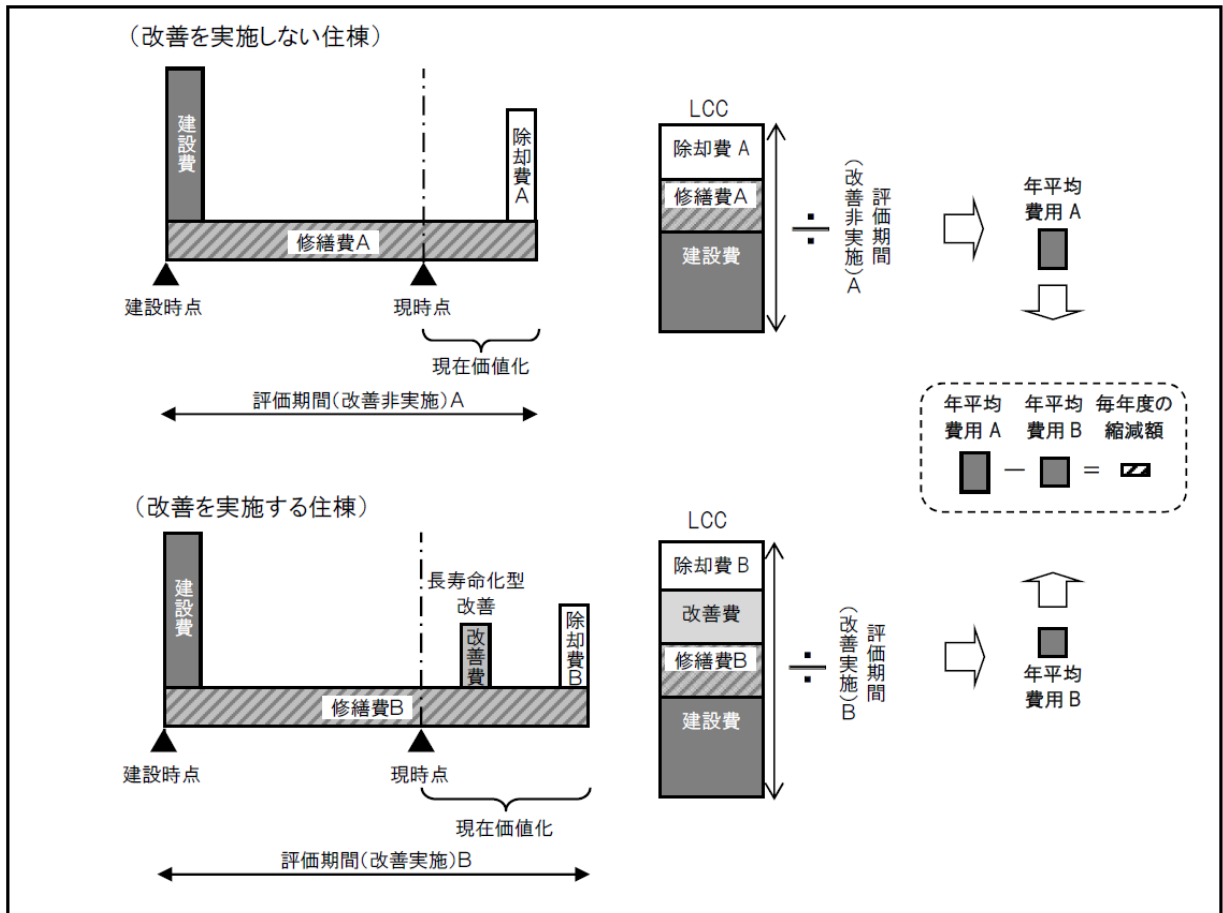 （改善を実施しない住棟）
建設費
除却費A
修繕費A
建設時点
現時点
現在価値化
評価期間(改善非実施)A
LCC
除却費 A
修繕費A
建設費
÷
評価期間
(改善非実施)A
年平均
費用 A
年平均
費用 A
－
年平均
費用 B
＝
毎年度の
縮減額
（改善を実施する住棟）
建設費
長寿命化型
改善
改善費
除却費B
修繕費B
建設時点
現時点
現在価値化
評価期間(改善実施)B
LCC
除却費 B
改善費
修繕費B
建設費
÷
評価期間
(改善実施)B
年平均
費用 B